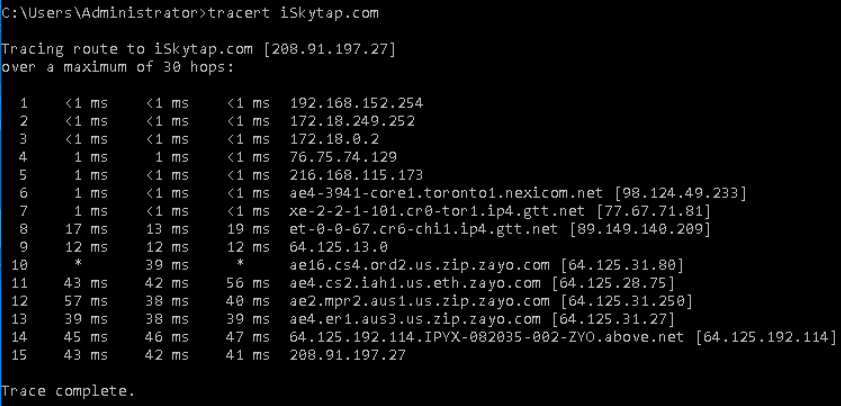 C:\Users\Administrator>tracert iSkytap.com
Tracing route to iSkytap.com [208.91.197.27]
over a maximum of 30 hops:
1 <1 ms <1 ms <1 ms 192.168.152.254
2 <1 ms <1 ms <1 ms 172.18.249.252
3 <1 ms <1 ms <1 ms 172.18.0.2
4 1 ms 1 ms <1 ms 76.75.74.129
5 1 ms <1 ms <1 ms 216.168.115.173
6 1 ms <1 ms <1 ms ae4-3941-core1.toronto1.nexicom.net [98.124.49.233]
7 1 ms <1 ms <1 ms xe-2-2-1-101.cr0-tor1.ip4.gtt.net [77.67.71.81]
8 17 ms 13 ms 19 ms et-0-0-67.cr6-chi1.ip4.gtt.net [89.149.140.209]
9 12 ms 12 ms 12 ms 64.125.13.0
10 * 39 ms * ae16.cs4.ord2.us.zip.zayo.com [64.125.31.80]
11 43 ms 42 ms 56 ms ae4.cs2.iah1.us.eth.zayo.com [64.125.28.75]
12 57 ms 38 ms 40 ms ae2.mpr2.aus1.us.zip.zayo.com [64.125.31.250]
13 39 ms 38 ms 39 ms ae4.er1.aus3.us.zip.zayo.com [64.125.31.27]
14 45 ms 46 ms 47 ms 64.125.192.114.IPYX-082035-002-ZYO.above.net [64.125.192.114]
15 43 ms 42 ms 41 ms 208.91.197.27
Trace complete.